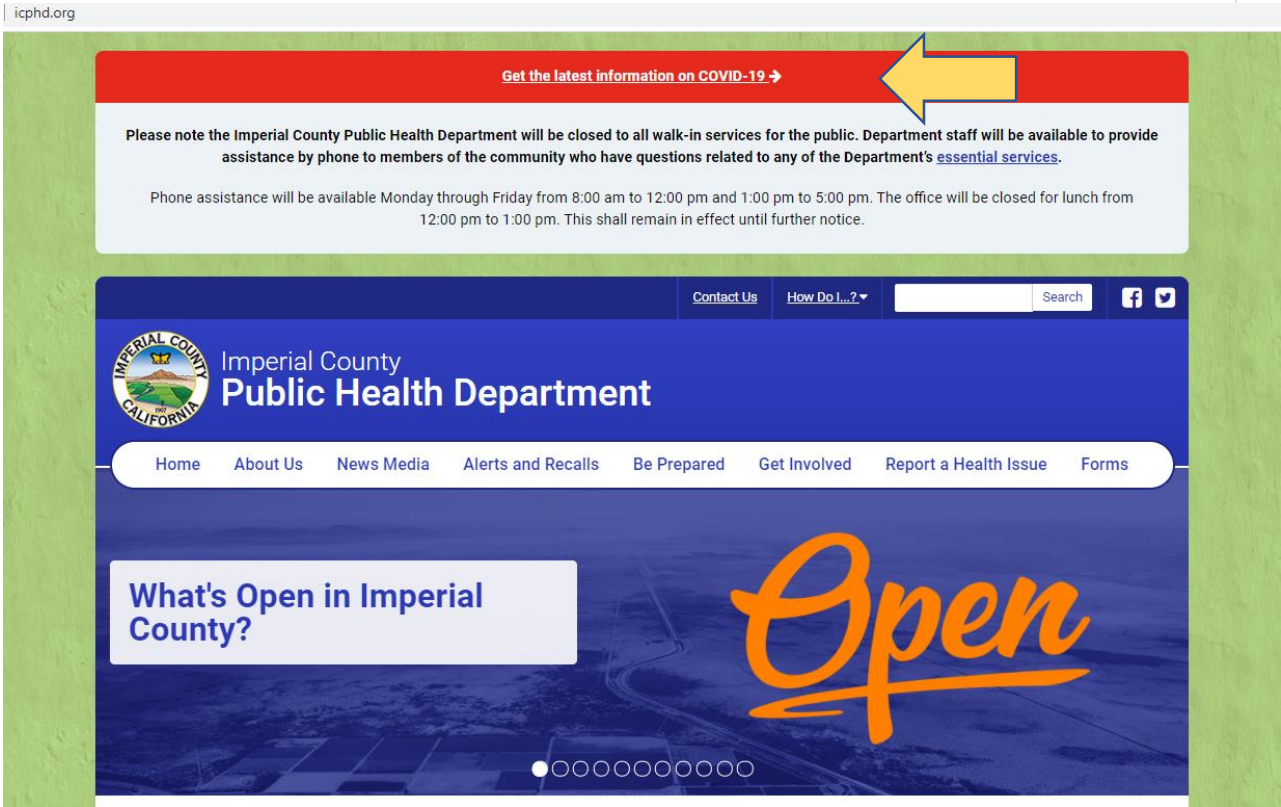 icphd.org
Get the latest information on COVID-19 →
Please note the Imperial County Public Health Department will be closed to all walk-in services for the public. Department staff will be available to provide
assistance by phone to members of the community who have questions related to any of the Department's essential services.
Phone assistance will be available Monday through Friday from 8:00 am to 12:00 pm and 1:00 pm to 5:00 pm. The office will be closed for lunch from
12:00 pm to 1:00 pm. This shall remain in effect until further notice.
Contact Us How Do I...? Search
IMPERIAL COUNTY
1907
CALIFORNIA
Imperial County
Public Health Department
Home About Us News Media Alerts and Recalls Be Prepared Get Involved Report a Health Issue Forms
What's Open in Imperial
County?
Open